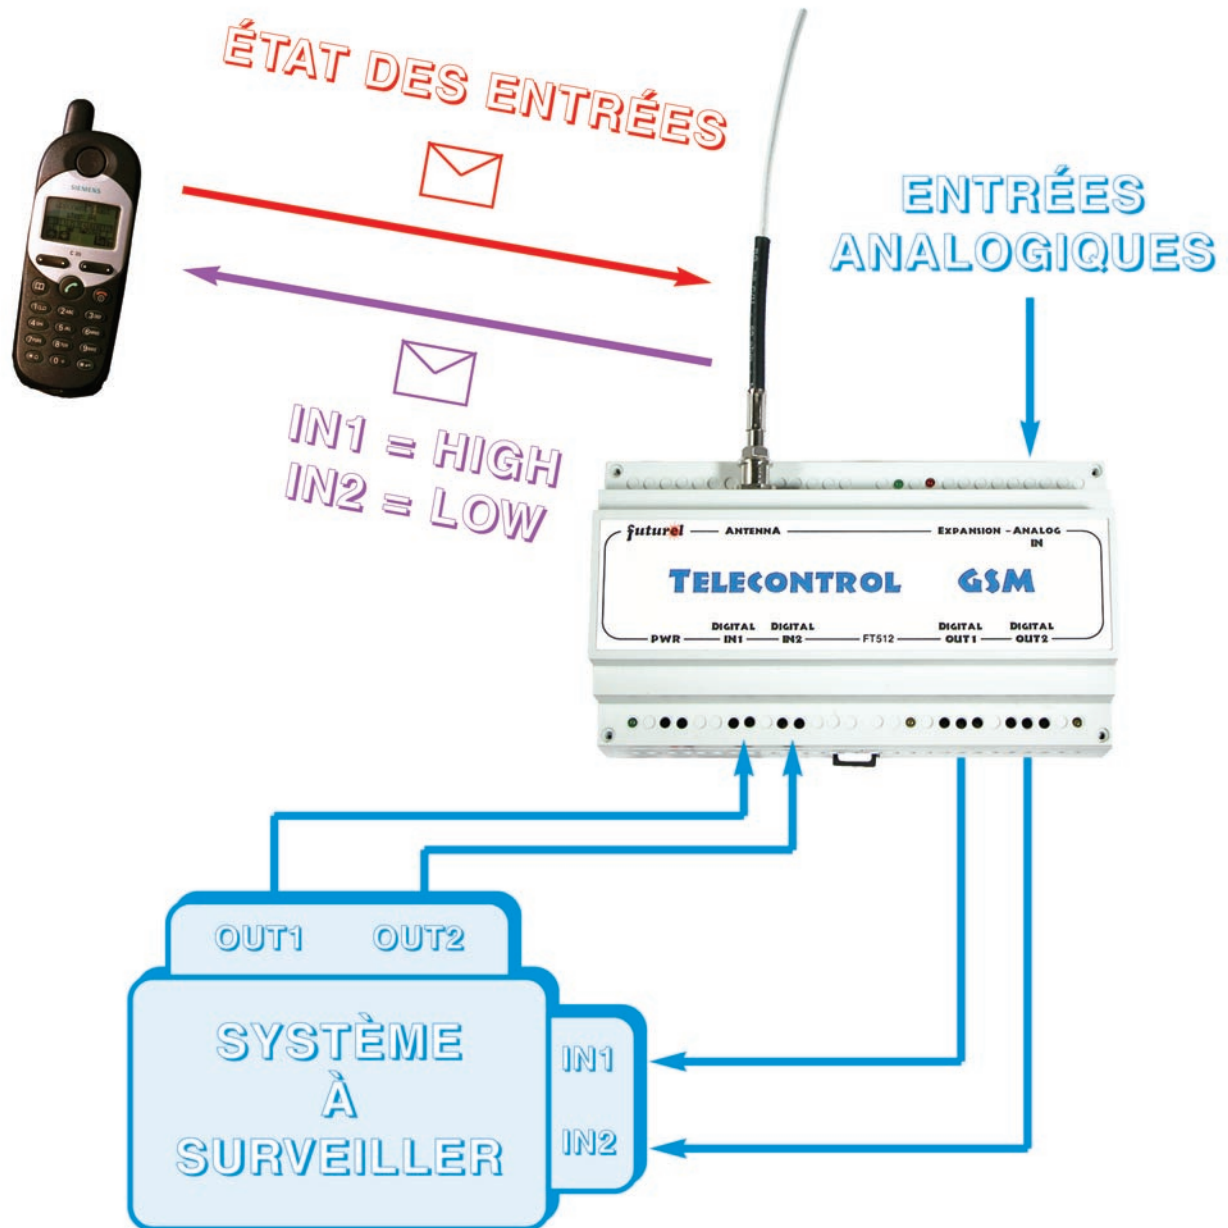 ÉTAT DES ENTRÉES
SIEMENS
ENTRÉES
ANALOGIQUES
IN1 = HIGH
IN2 = LOW
futurel
ANTENNA
EXPANSION - ANALOG
IN
TELECONTROL GSM
PWR
DIGITAL
IN1
DIGITAL
IN2
FT512
DIGITAL
OUT1
DIGITAL
OUT2
OUT1 OUT2
SYSTÈME
À
SURVEILLER
IN1
IN2